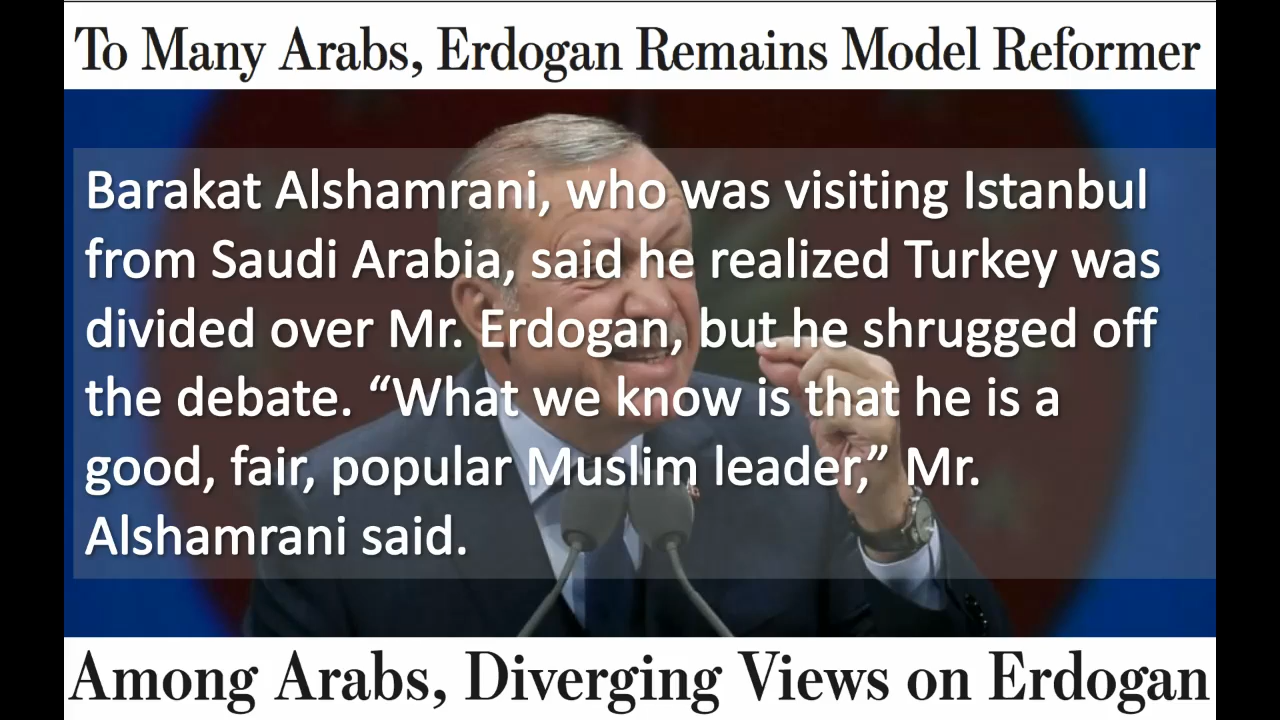 To Many Arabs, Erdogan Remains Model Reformer
Barakat Alshamrani, who was visiting Istanbul
from Saudi Arabia, said he realized Turkey was
divided over Mr. Erdogan, but he shrugged off
the debate. “What we know is that he is a
good, fair, popular Muslim leader,” Mr.
Alshamrani said.
Among Arabs, Diverging Views on Erdogan